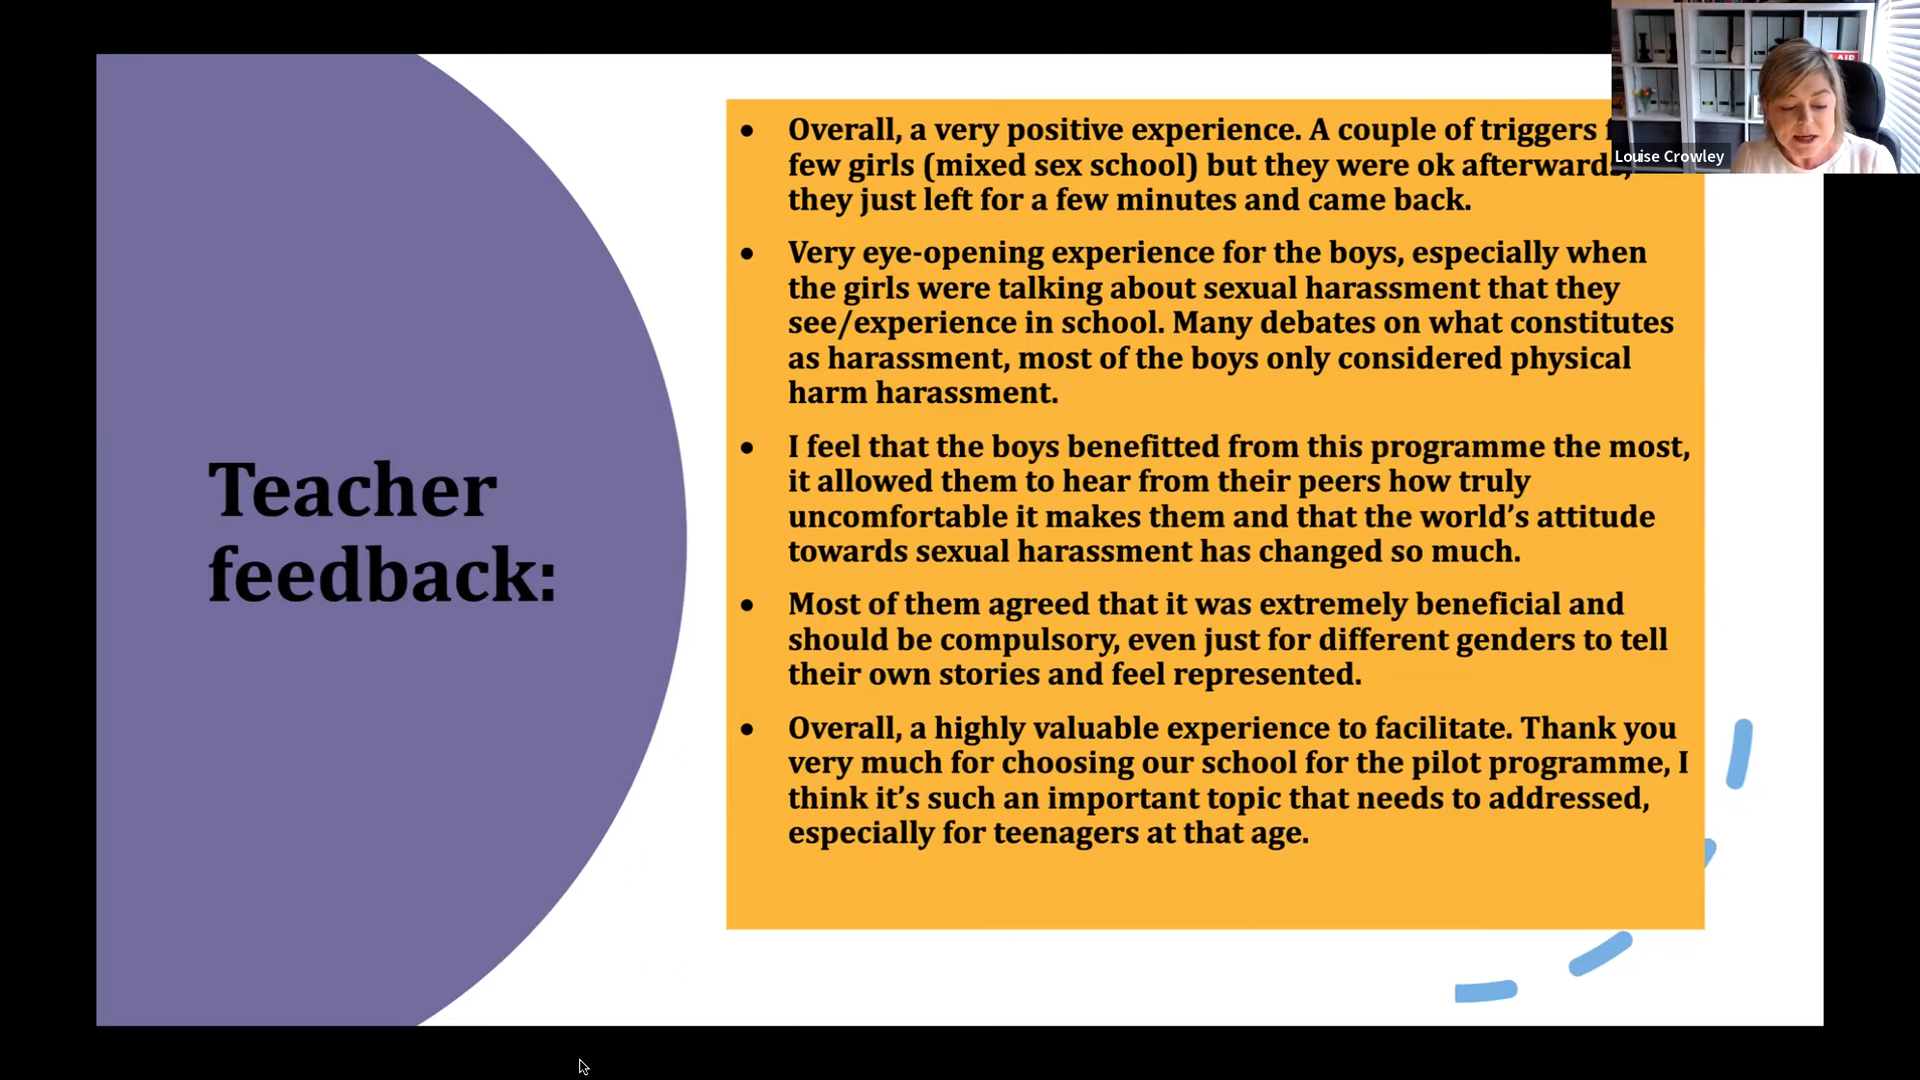 Teacher
feedback:
• Overall, a very positive experience. A couple of triggers
few girls (mixed sex school) but they were ok afterwards,
they just left for a few minutes and came back.
• Very eye-opening experience for the boys, especially when
the girls were talking about sexual harassment that they
see/experience in school. Many debates on what constitutes
as harassment, most of the boys only considered physical
harm harassment.
• I feel that the boys benefitted from this programme the most,
it allowed them to hear from their peers how truly
uncomfortable it makes them and that the world’s attitude
towards sexual harassment has changed so much.
• Most of them agreed that it was extremely beneficial and
should be compulsory, even just for different genders to tell
their own stories and feel represented.
• Overall, a highly valuable experience to facilitate. Thank you
very much for choosing our school for the pilot programme, I
think it’s such an important topic that needs to addressed,
especially for teenagers at that age.
Louise Crowley